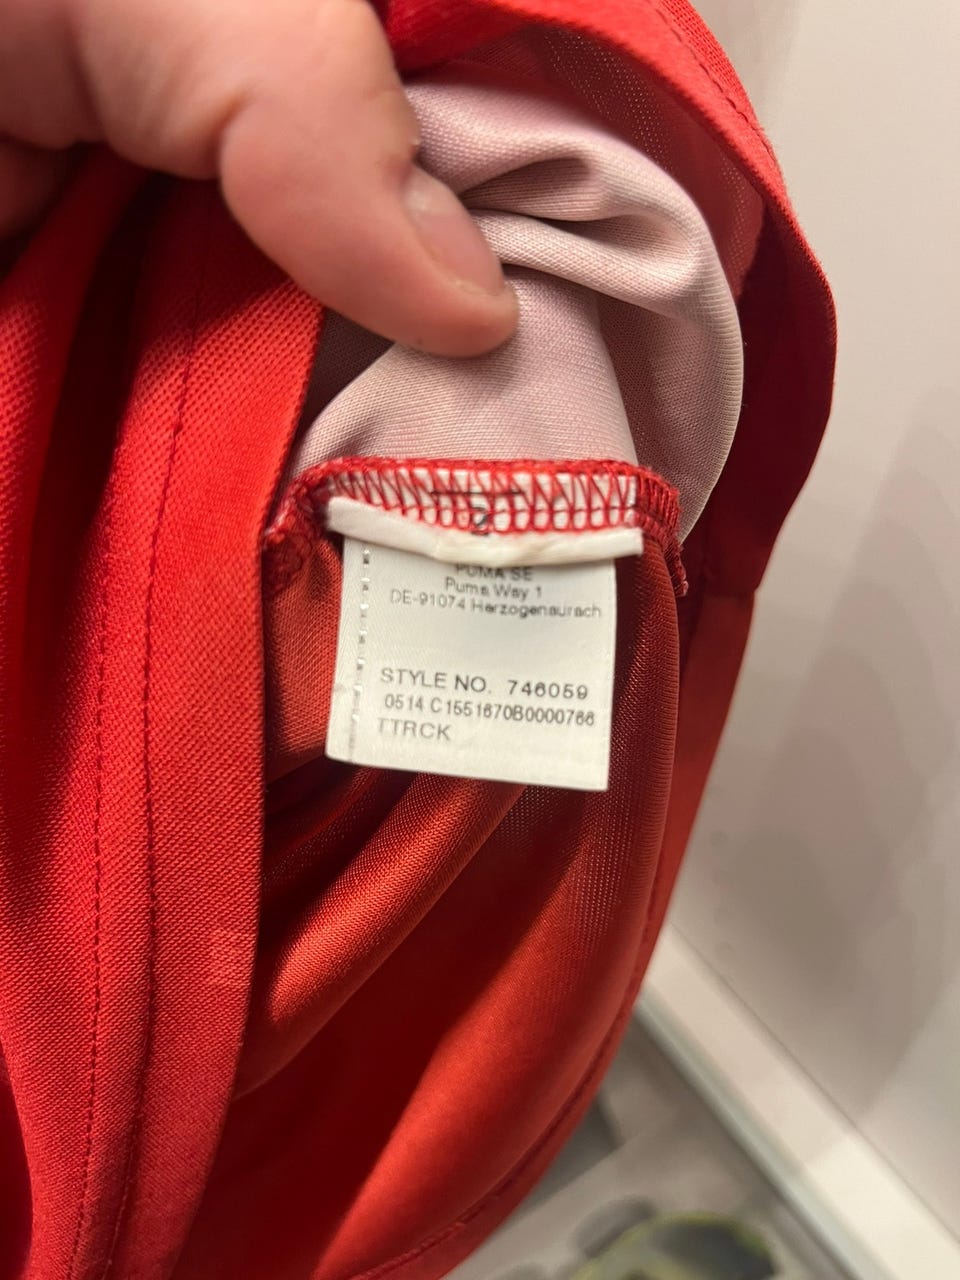 PUMA SE
Puma Way 1
DE-91074 Herzogenaurach
STYLE NO. 746059
0514 C1551670B0000766
TTRCK